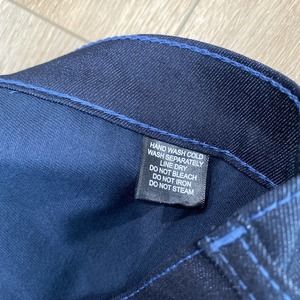 HAND WASH COLD
WASH SEPARATELY
LINE DRY
DO NOT BLEACH
DO NOT IRON
DO NOT STEAM